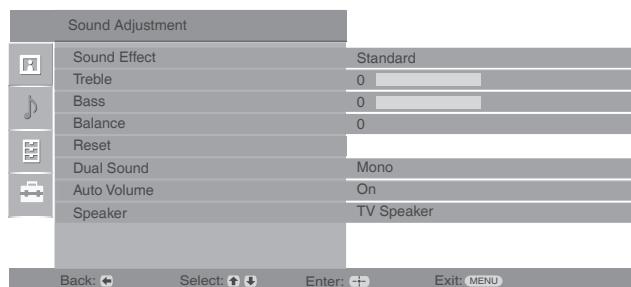 Sound Adjustment
Sound Effect Standard
Treble 0
Bass 0
Balance 0
Reset
Dual Sound Mono
Auto Volume On
Speaker TV Speaker
Back: Select: Enter: Exit: MENU